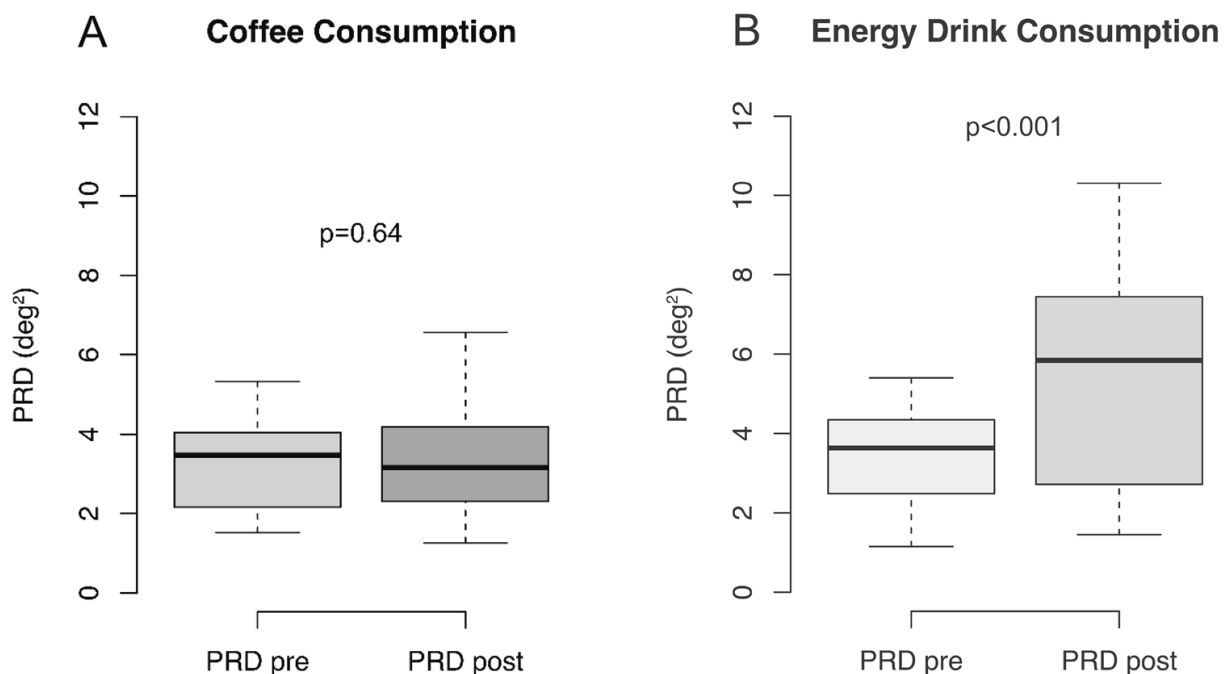 A Coffee Consumption
12
10
8
6
4
2
0
PRD (deg²)
p=0.64
PRD pre PRD post
B Energy Drink Consumption
12
10
8
6
4
2
0
PRD (deg²)
p<0.001
PRD pre PRD post